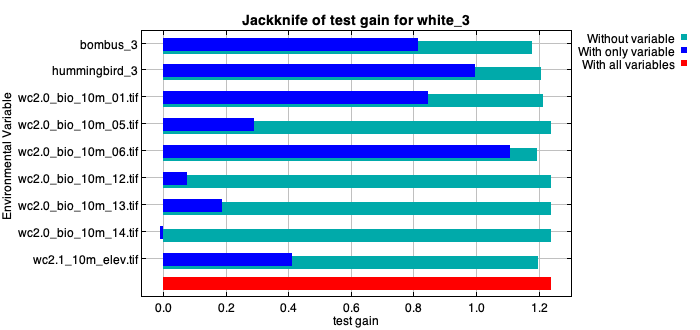 Jackknife of test gain for white_3
Without variable
With only variable
With all variables
Environmental Variable
bombus_3
hummingbird_3
wc2.0_bio_10m_01.tif
wc2.0_bio_10m_05.tif
wc2.0_bio_10m_06.tif
wc2.0_bio_10m_12.tif
wc2.0_bio_10m_13.tif
wc2.0_bio_10m_14.tif
wc2.1_10m_elev.tif
0.0 0.2 0.4 0.6 0.8 1.0 1.2
test gain